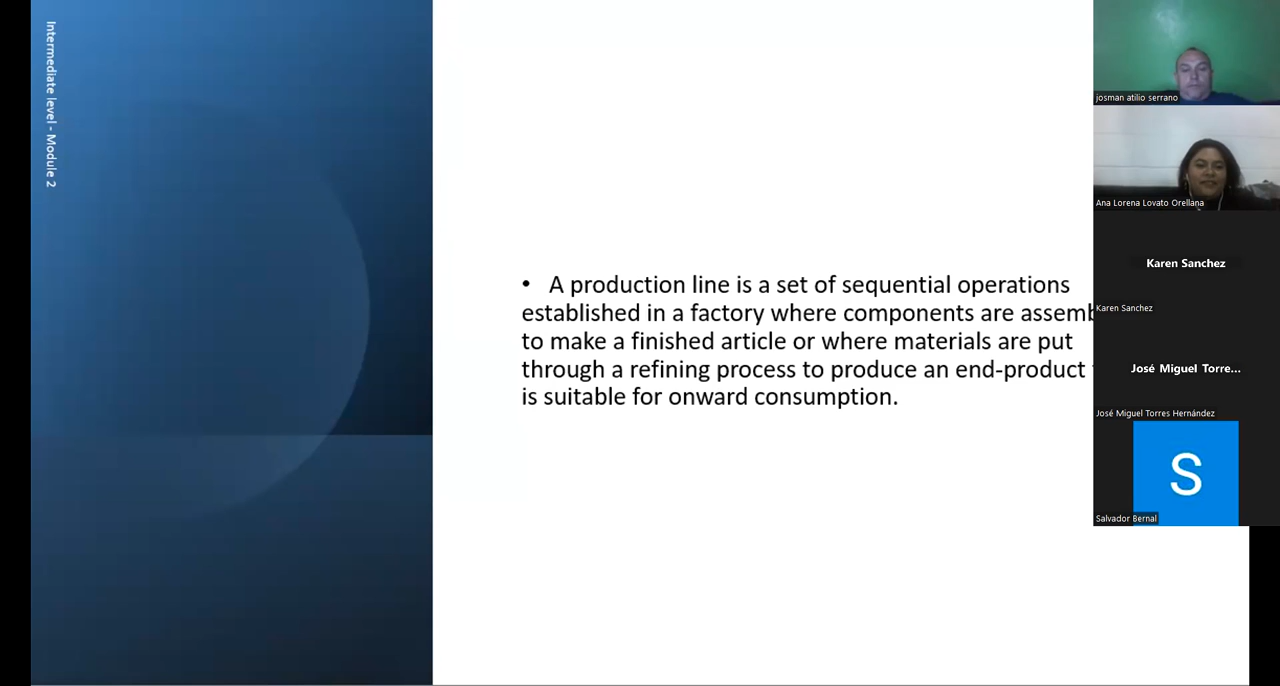 Intermediate level - Module 2
• A production line is a set of sequential operations
established in a factory where components are
to make a finished article or where materials are put
through a refining process to produce an end-product
is suitable for onward consumption.
josman atilio serrano
Ana Lorena Lovato Orellana
Karen Sanchez
Karen Sanchez
José Miguel Torre...
José Miguel Torres Hernández
S
Salvador Bernal